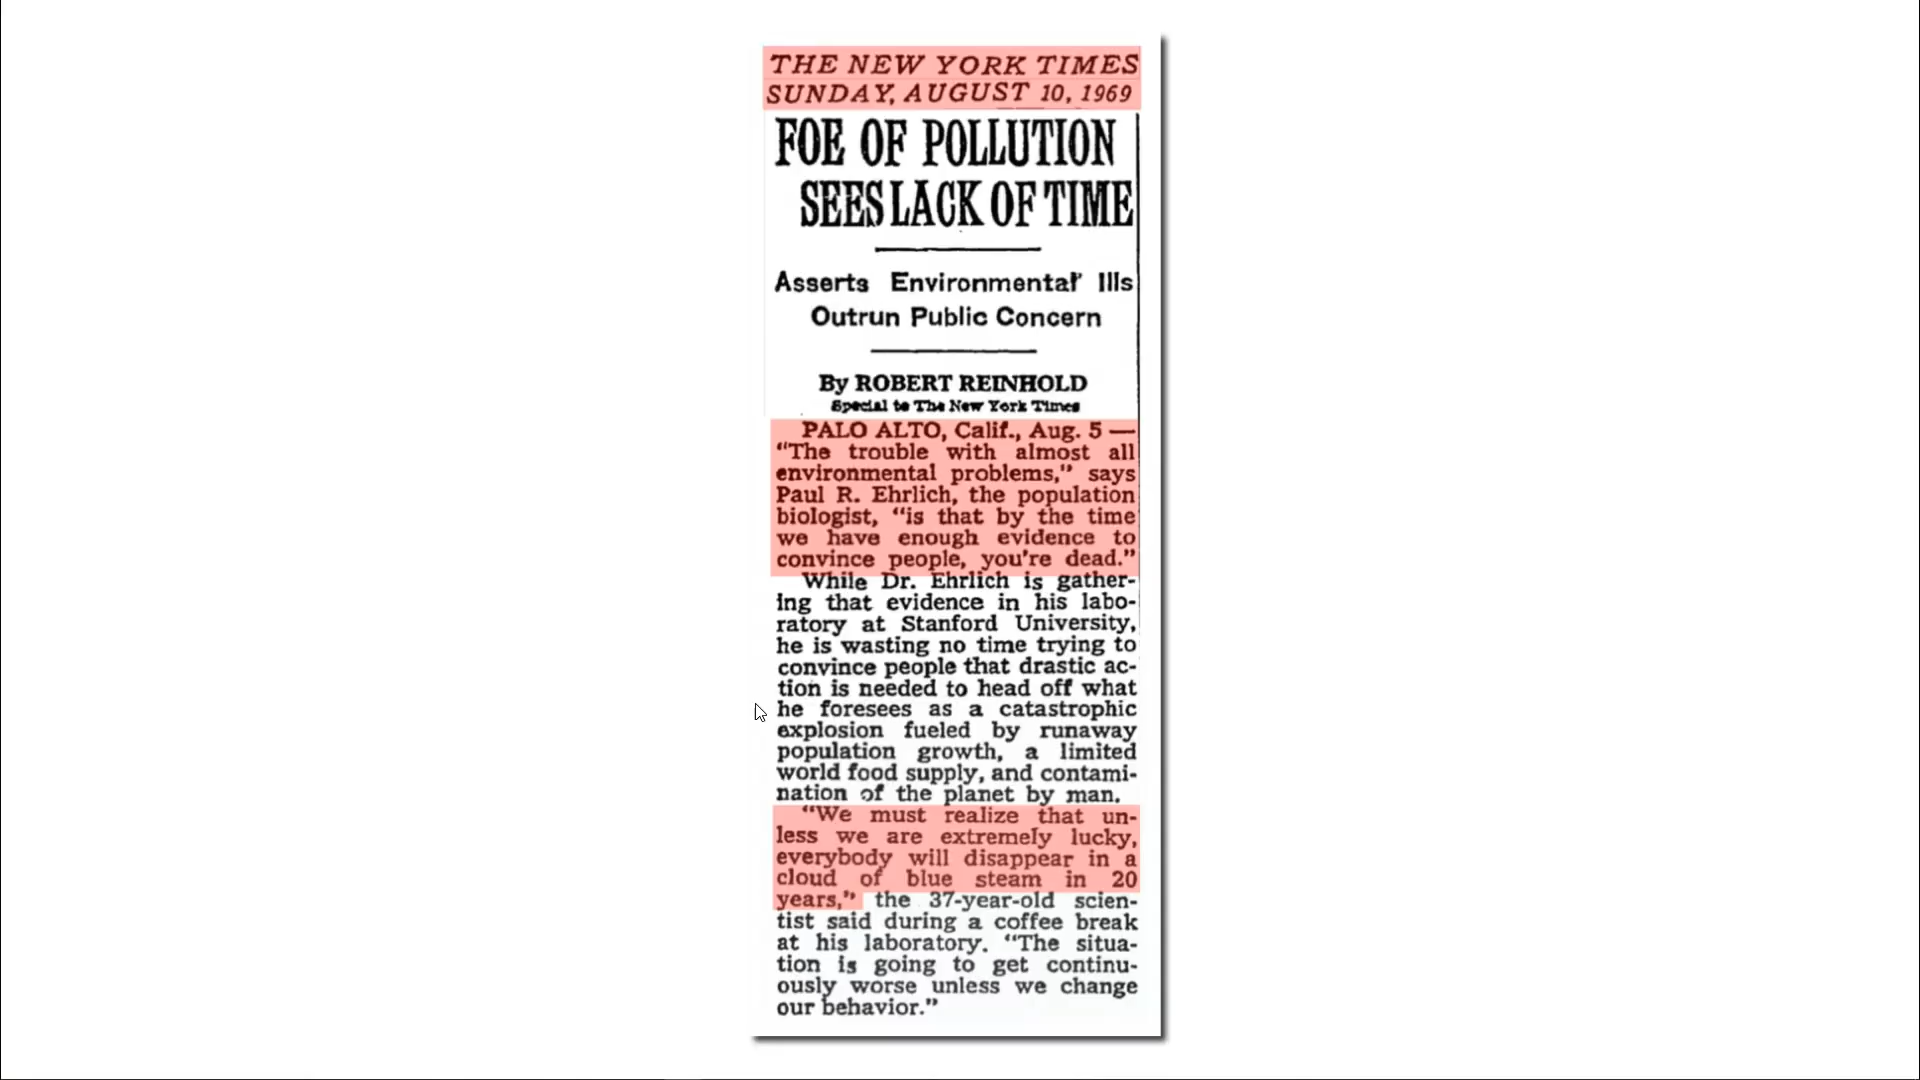 THE NEW YORK TIMES
SUNDAY, AUGUST 10, 1969
FOE OF POLLUTION
SEES LACK OF TIME
Asserts Environmental Ills
Outrun Public Concern
By ROBERT REINHOLD
Special to The New York Times
PALO ALTO, Calif., Aug. 5 —
“The trouble with almost all
environmental problems,” says
Paul R. Ehrlich, the population
biologist, “is that by the time
we have enough evidence to
convince people, you're dead.”
While Dr. Ehrlich is gather-
ing that evidence in his labo-
ratory at Stanford University,
he is wasting no time trying to
convince people that drastic ac-
tion is needed to head off what
he foresees as a catastrophic
explosion fueled by runaway
population growth, a limited
world food supply, and contami-
nation of the planet by man.
“We must realize that un-
less we are extremely lucky,
everybody will disappear in a
cloud of blue steam in 20
years,” the 37-year-old scien-
tist said during a coffee break
at his laboratory. “The situa-
tion is going to get continu-
ously worse unless we change
our behavior.”